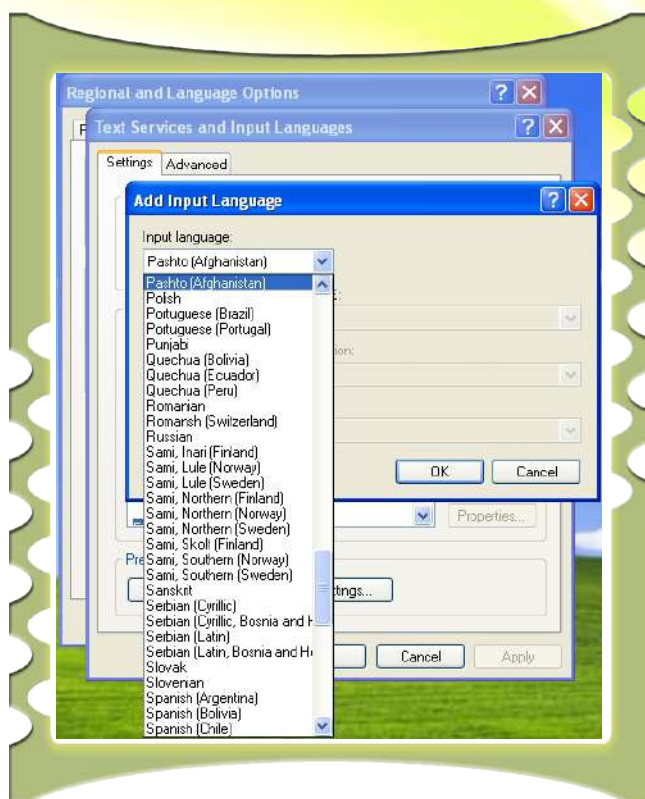 Regional and Language Options
Text Services and Input Languages
Settings
Advanced
Add Input Language
Input language:
Pashto (Afghanistan)
Pashto (Afghanistan)
Polish
Portuguese (Brazil)
Portuguese (Portugal)
Punjabi
Quechua (Bolivia)
Quechua (Ecuador)
Quechua (Peru)
Romanian
Romansh (Switzerland)
Russian
Sami, Inari (Finland)
Sami, Lule (Norway)
Sami, Lule (Sweden)
Sami, Northern (Finland)
Sami, Northern (Norway)
Sami, Northern (Sweden)
Sami, Skolt (Finland)
Sami, Southern (Norway)
Sami, Southern (Sweden)
Sanskrit
Serbian (Cyrillic)
Serbian (Cyrillic, Bosnia and H
Serbian (Latin)
Serbian (Latin, Bosnia and He
Slovak
Slovenian
Spanish (Argentina)
Spanish (Bolivia)
Spanish (Chile)
OK
Cancel
Properties...
Pre
tings...
Cancel
Apply